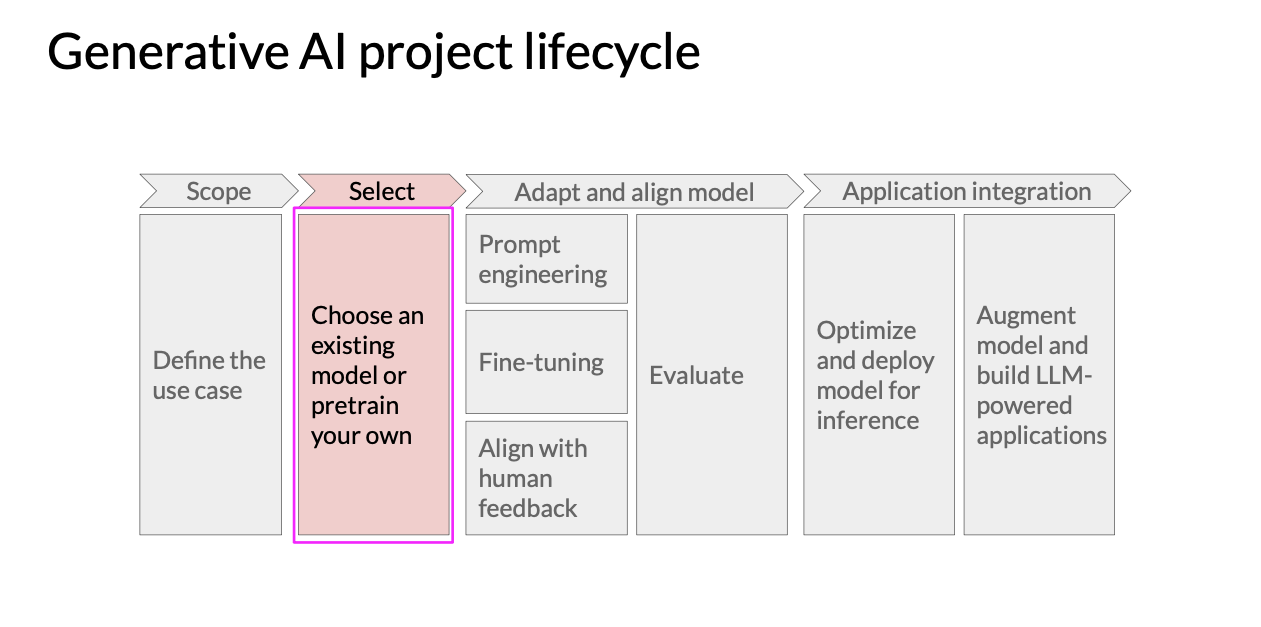 Generative AI project lifecycle
Scope
Select
Adapt and align model
Application integration
Define the
use case
Choose an
existing
model or
pretrain
your own
Prompt
engineering
Fine-tuning
Align with
human
feedback
Evaluate
Optimize
and deploy
model for
inference
Augment
model and
build LLM-
powered
applications